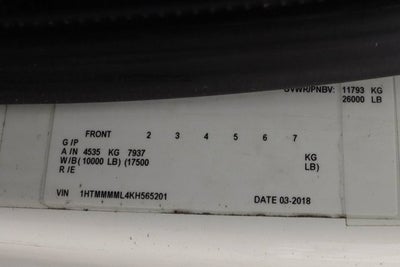 GVWR/PNBV: 11793 KG
26000 LB
FRONT 2 3 4 5 6 7
G /P
A /N 4535 KG 7937 KG
W/B (10000 LB) (17500 LB)
R /E
VIN 1HTMMMML4KH565201 DATE 03-2018